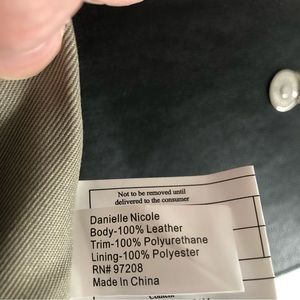 Not to be removed until
delivered to the consumer
Danielle Nicole
Body-100% Leather
Trim-100% Polyurethane
Lining-100% Polyester
RN# 97208
Made In China
Content